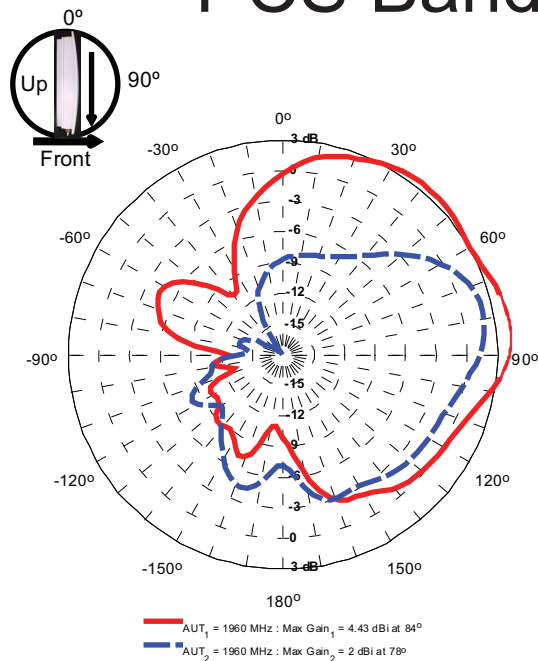 PCS Band
0º
Up
90º
Front
0º
-30º
30º
3 dB
0
-60º
60º
-3
-6
-9
-12
-15
-90º
90º
-15
-12
-9
-6
-120º
120º
-3
0
-150º
150º
3 dB
180º
AUT1 = 1960 MHz : Max Gain1 = 4.43 dBi at 84º
AUT2 = 1960 MHz : Max Gain2 = 2 dBi at 78º